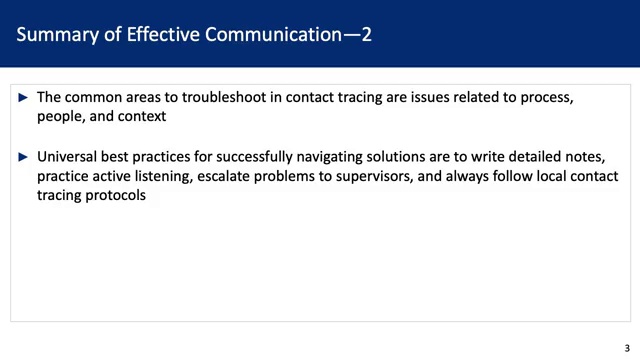 Summary of Effective Communication—2
► The common areas to troubleshoot in contact tracing are issues related to process,
people, and context
► Universal best practices for successfully navigating solutions are to write detailed notes,
practice active listening, escalate problems to supervisors, and always follow local contact
tracing protocols
3